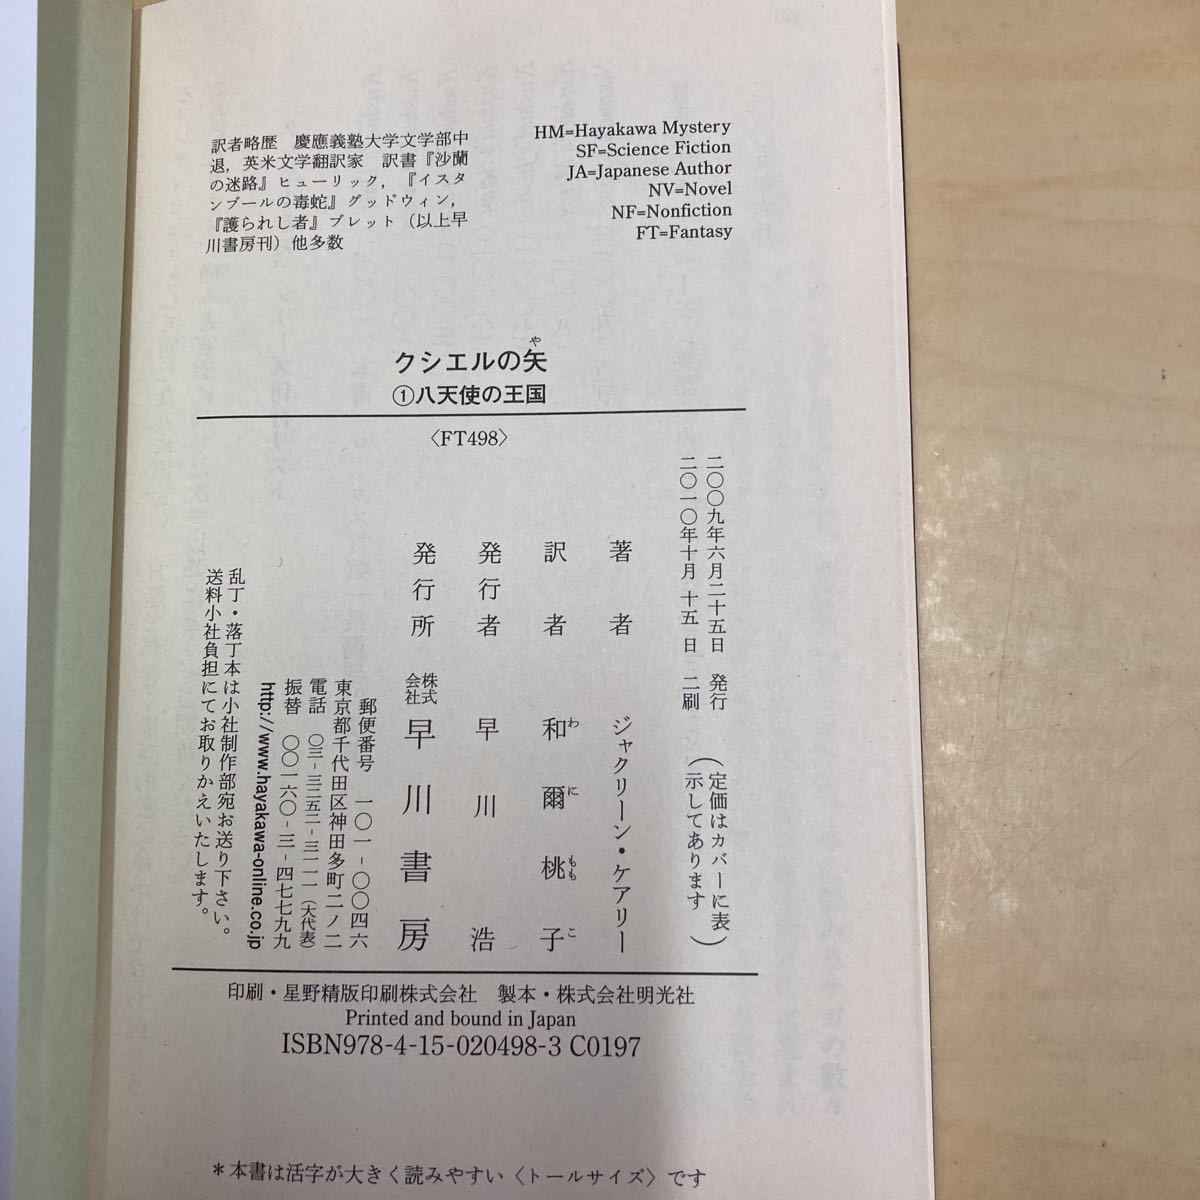 HM=Hayakawa Mystery
SF=Science Fiction
JA=Japanese Author
NV=Novel
NF=Nonfiction
FT=Fantasy
訳者略歴　慶應義塾大学文学部中
退，英米文学翻訳家　訳書『沙蘭
の迷路』ヒューリック，『イスタ
ンブールの毒蛇』グッドウィン，
『護られし者』ブレット（以上早
川書房刊）他多数
クシエルの矢
や
①八天使の王国
〈FT498〉
二〇〇九年六月二十五日　発行
二〇一〇年十月十五日　二刷
（定価はカバーに表
示してあります）
著者　ジャクリーン・ケアリー
訳者　和爾桃子
わにももこ
発行者　早川　浩
発行所　株式会社　早川書房
郵便番号　一〇一-〇〇四六
東京都千代田区神田多町二ノ二
電話　〇三-三二五二-三一一一（大代表）
振替　〇〇一六〇-三-四七七九九
http://www.hayakawa-online.co.jp
乱丁・落丁本は小社制作部宛お送り下さい。
送料小社負担にてお取りかえいたします。
印刷・星野精版印刷株式会社　製本・株式会社明光社
Printed and bound in Japan
ISBN978-4-15-020498-3 C0197
＊本書は活字が大きく読みやすい〈トールサイズ〉です